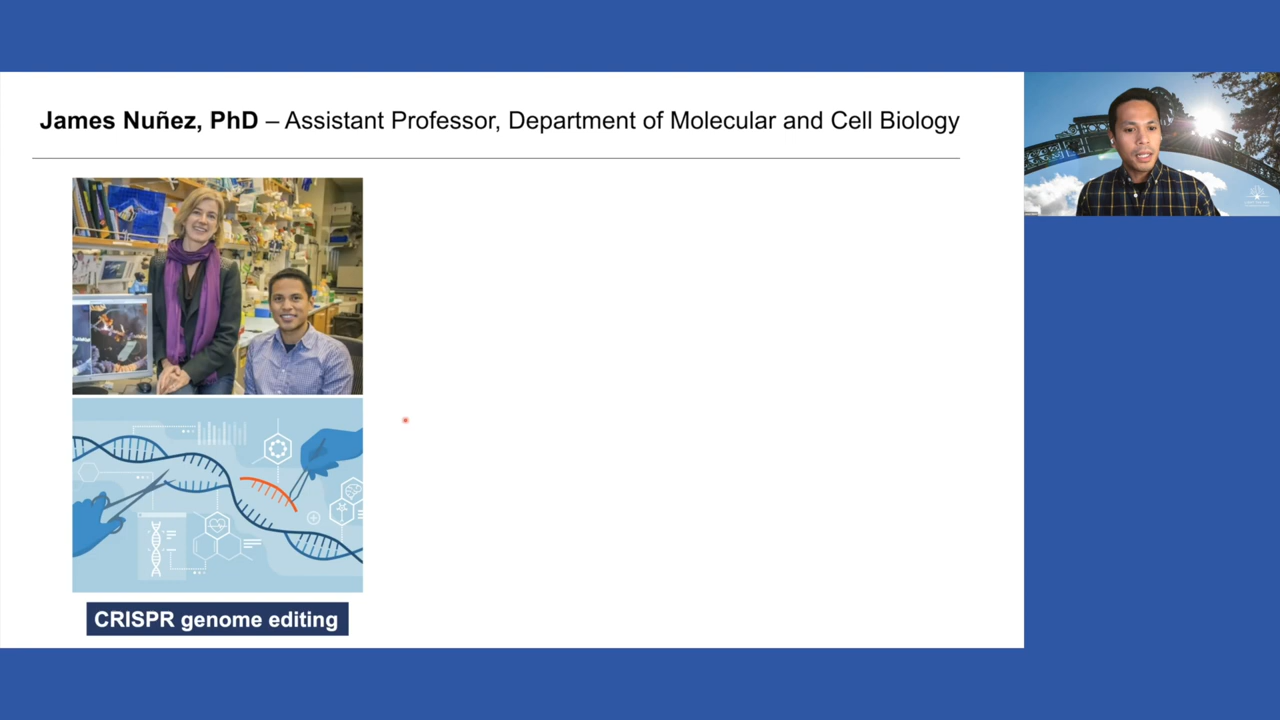 James Nuñez, PhD – Assistant Professor, Department of Molecular and Cell Biology
CRISPR genome editing